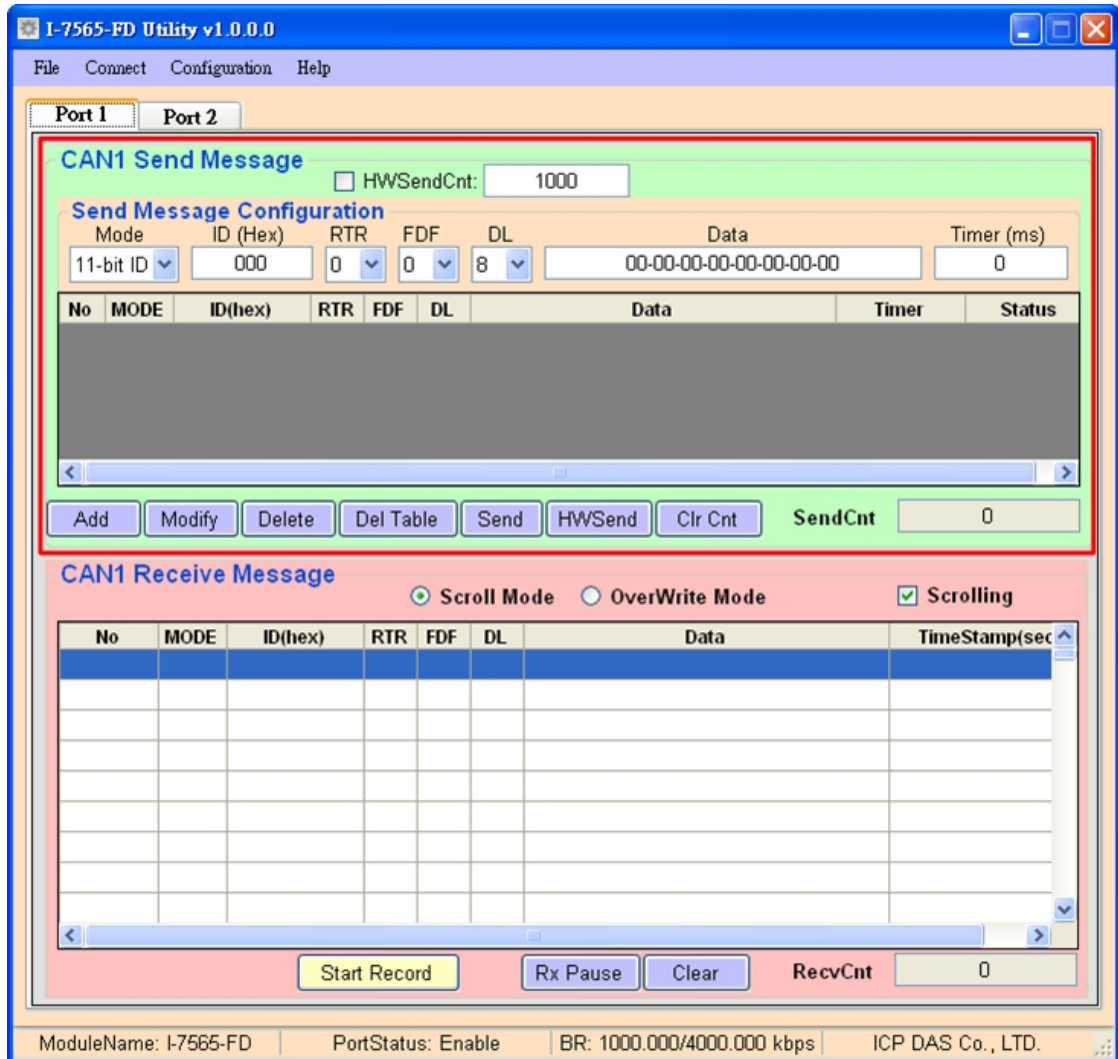 I-7565-FD Utility v1.0.0.0
File Connect Configuration Help
Port 1 Port 2
CAN1 Send Message
HWSendCnt: 1000
Send Message Configuration
Mode ID (Hex) RTR FDF DL Data Timer (ms)
11-bit ID 000 0 0 8 00-00-00-00-00-00-00-00 0
No MODE ID(hex) RTR FDF DL Data Timer Status
Add Modify Delete Del Table Send HWSend Clr Cnt SendCnt 0
CAN1 Receive Message
Scroll Mode OverWrite Mode Scrolling
No MODE ID(hex) RTR FDF DL Data TimeStamp(sec
Start Record Rx Pause Clear RecvCnt 0
ModuleName: I-7565-FD PortStatus: Enable BR: 1000.000/4000.000 kbps ICP DAS Co., LTD.